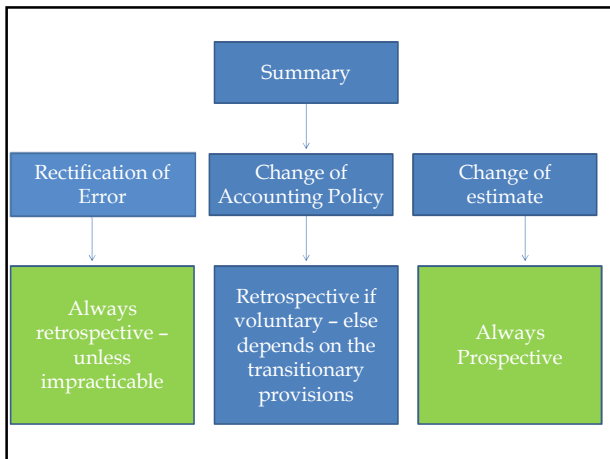 Summary
Rectification of
Error
Change of
Accounting Policy
Change of
estimate
Always
retrospective –
unless
impracticable
Retrospective if
voluntary – else
depends on the
transitionary
provisions
Always
Prospective